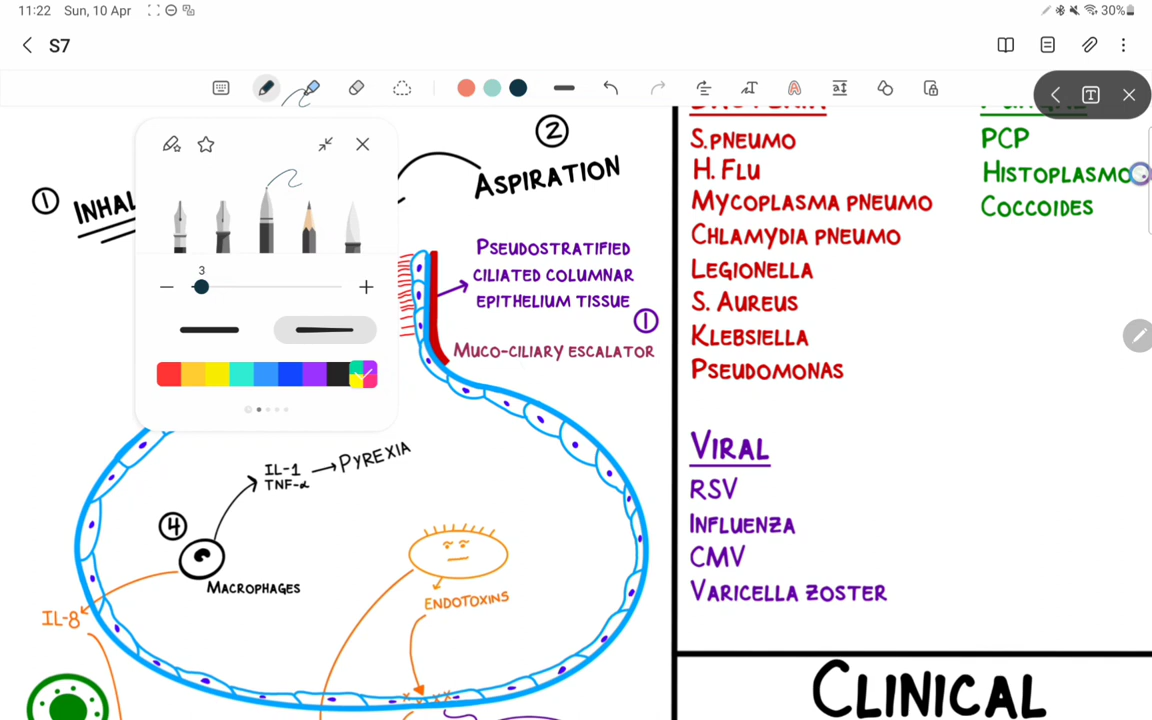 11:22 Sun, 10 Apr
30%
S7
②
① INHAL
ASPIRATION
3
PSEUDOSTRATIFIED
CILIATED COLUMNAR
EPITHELIUM TISSUE
①
MUCO-CILIARY ESCALATOR
IL-1 → PYREXIA
TNF-α
④
MACROPHAGES
IL-8
ENDOTOXINS
S.PNEUMO
H. FLU
MYCOPLASMA PNEUMO
CHLAMYDIA PNEUMO
LEGIONELLA
S. AUREUS
KLEBSIELLA
PSEUDOMONAS
VIRAL
RSV
INFLUENZA
CMV
VARICELLA ZOSTER
PCP
HISTOPLASMO
COCCOIDES
CLINICAL